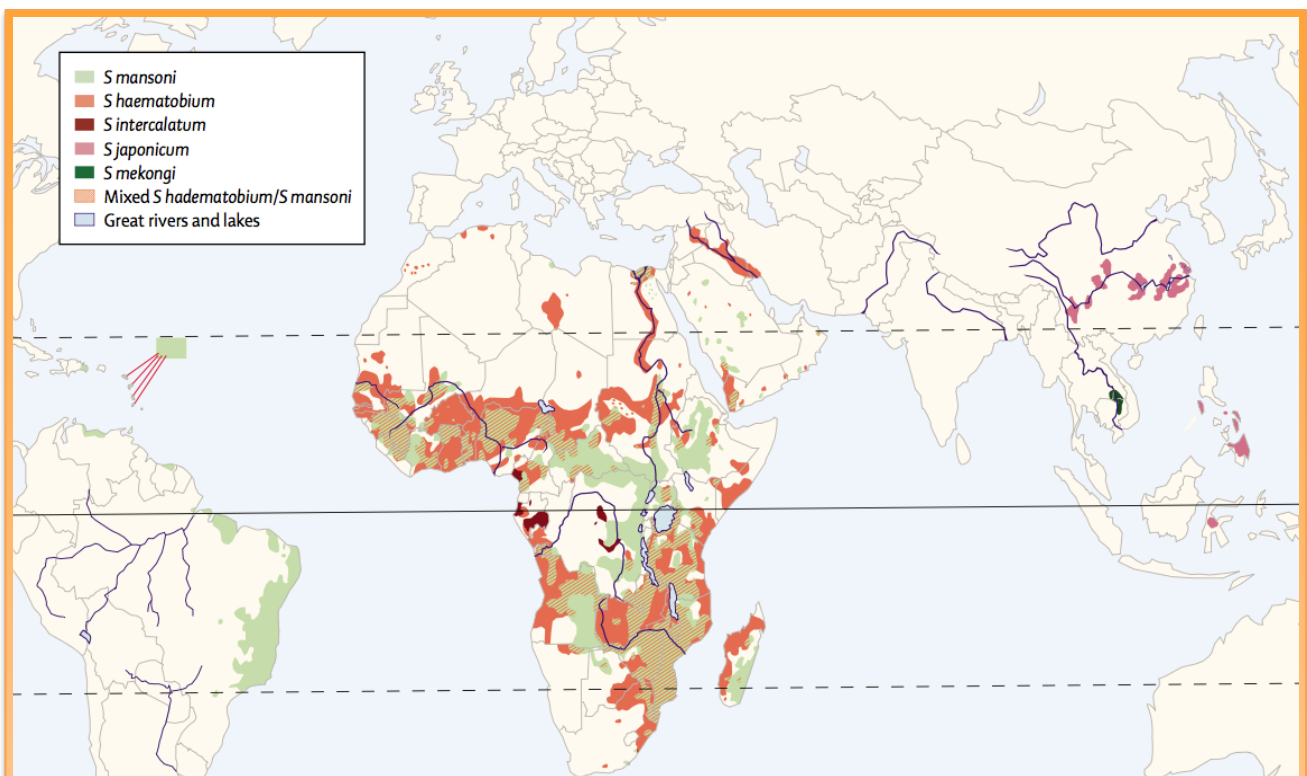 S mansoni
S haematobium
S intercalatum
S japonicum
S mekongi
Mixed S hadematobium/S mansoni
Great rivers and lakes